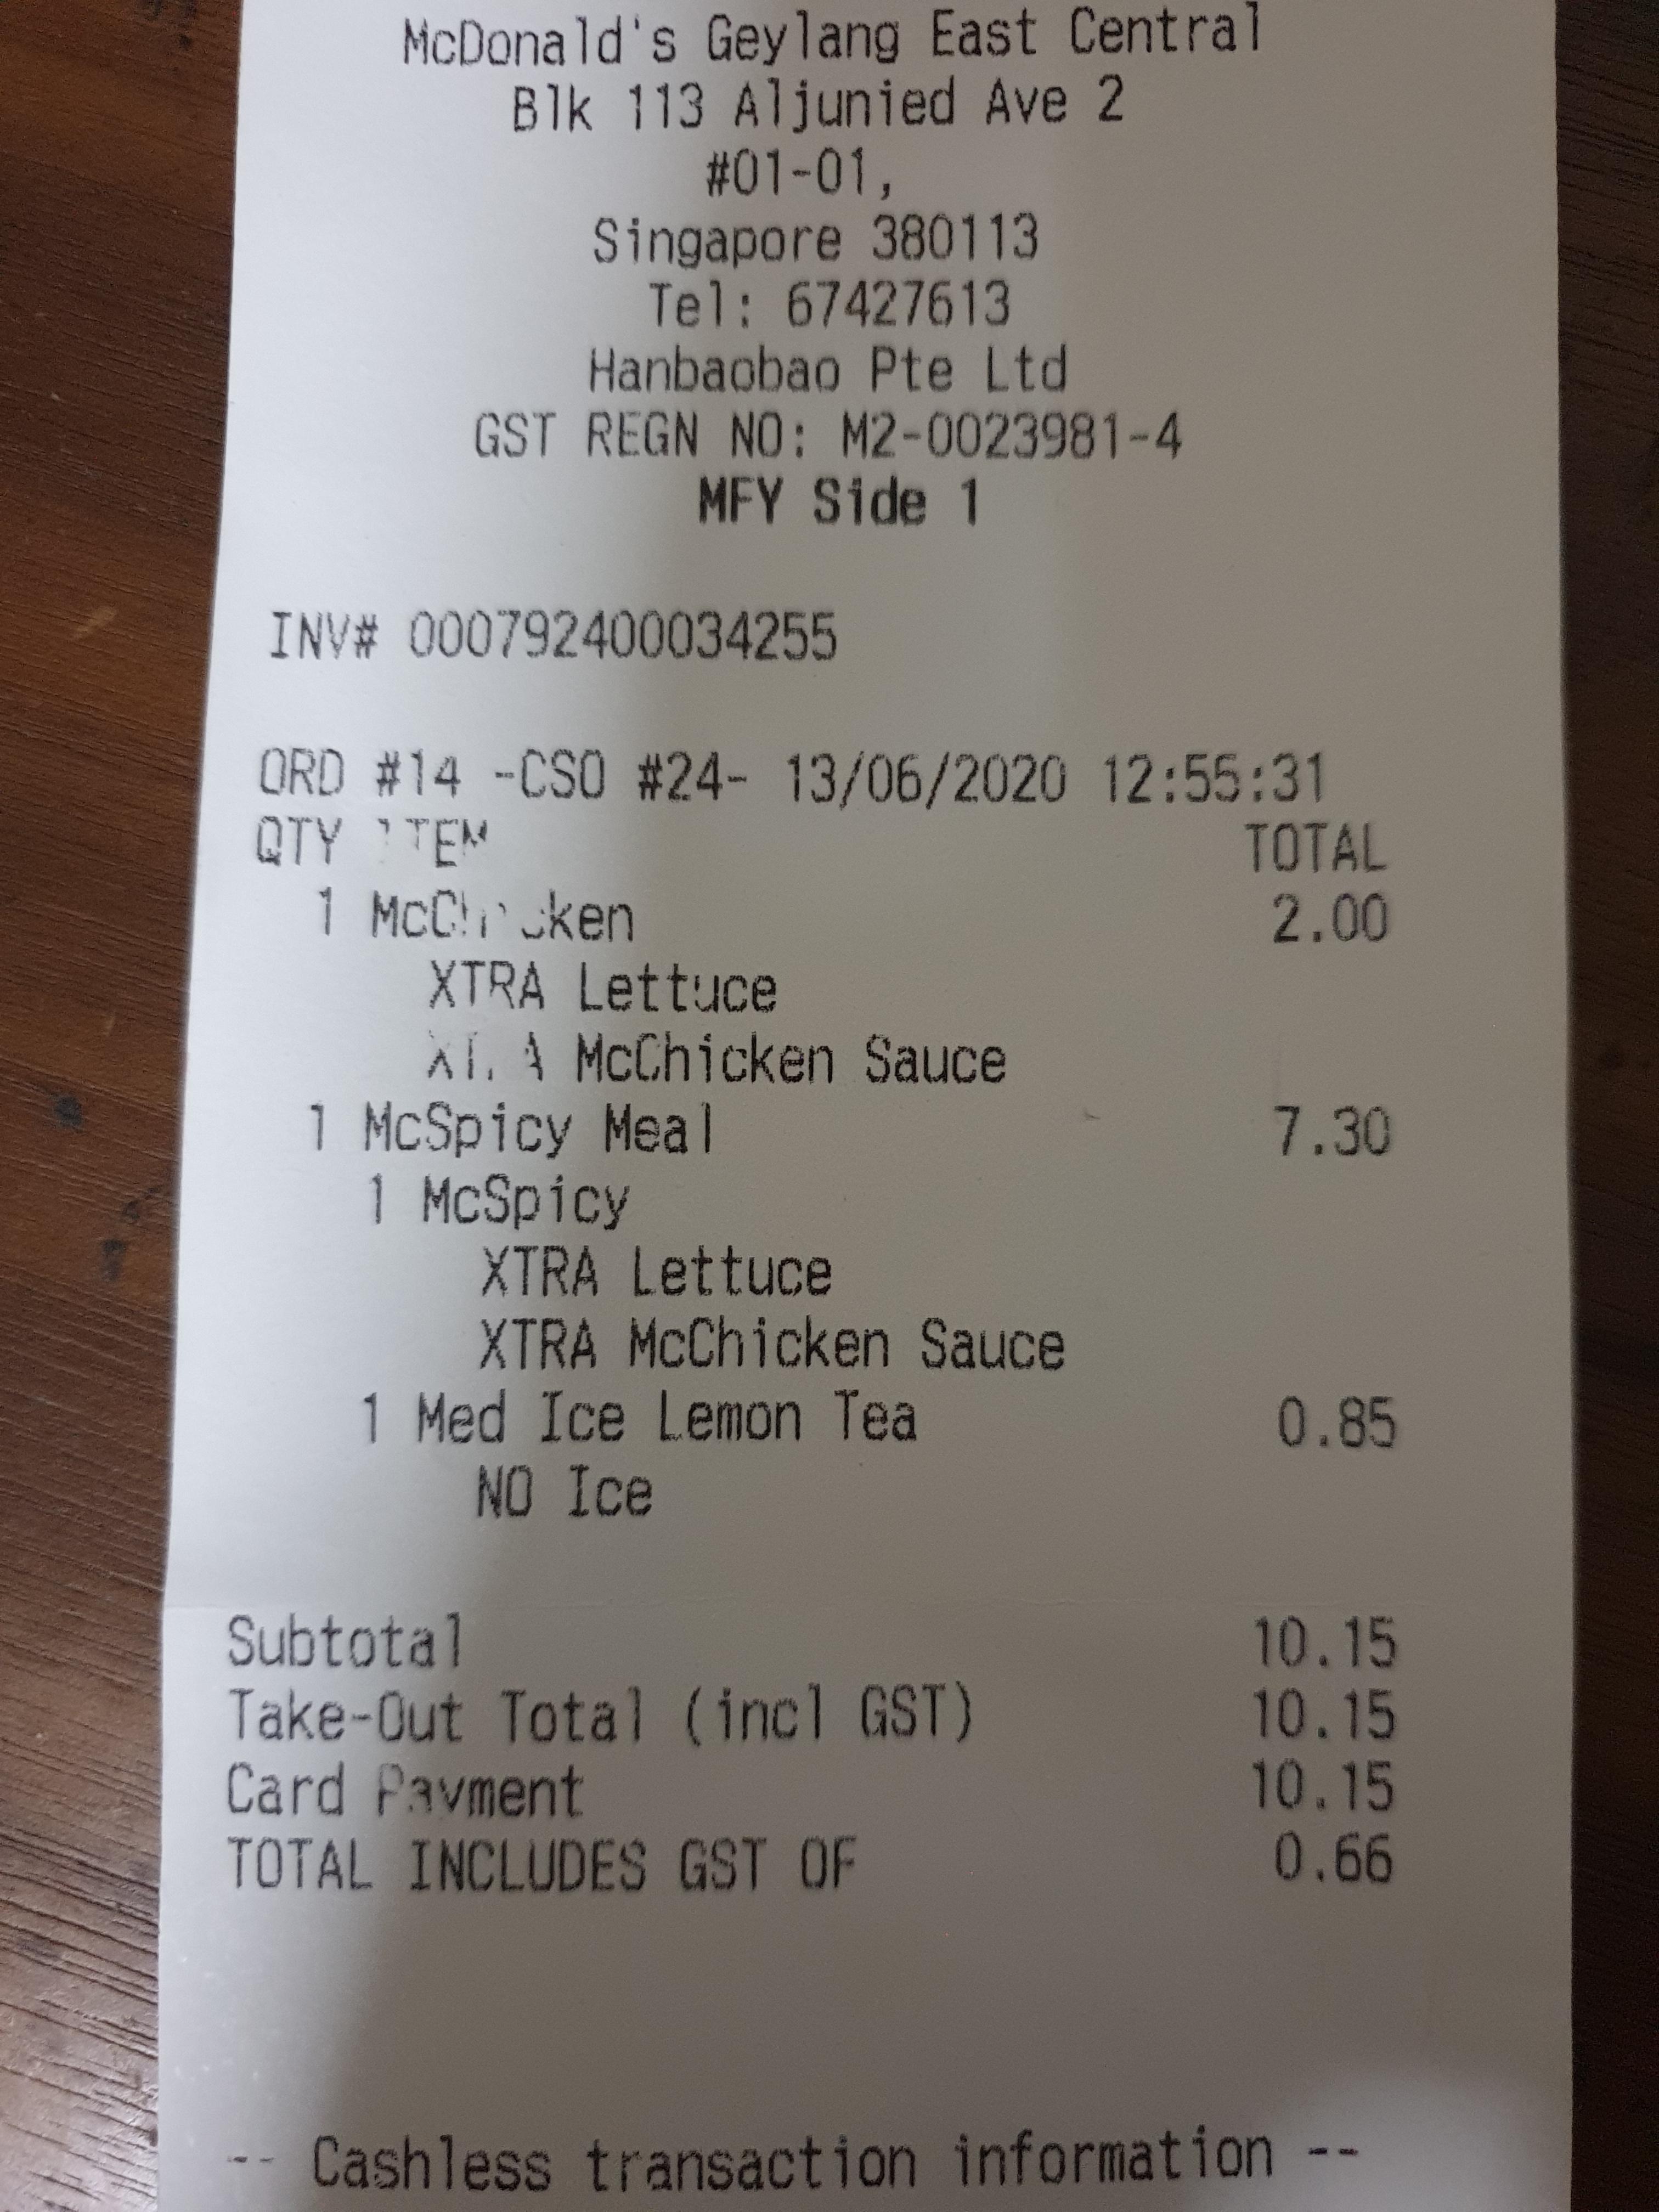 McDonald's Geylang East Central
Blk 113 Aljunied Ave 2
#01-01,
Singapore 380113
Tel: 67427613
Hanbaobao Pte Ltd
GST REGN NO: M2-0023981-4
MFY Side 1
INV# 000792400034255
ORD #14 -CSO #24- 13/06/2020 12:55:31
QTY ITEM TOTAL
1 McChicken 2.00
XTRA Lettuce
XTRA McChicken Sauce
1 McSpicy Meal 7.30
1 McSpicy
XTRA Lettuce
XTRA McChicken Sauce
1 Med Ice Lemon Tea 0.85
NO Ice
Subtotal 10.15
Take-Out Total (incl GST) 10.15
Card Payment 10.15
TOTAL INCLUDES GST OF 0.66
-- Cashless transaction information --